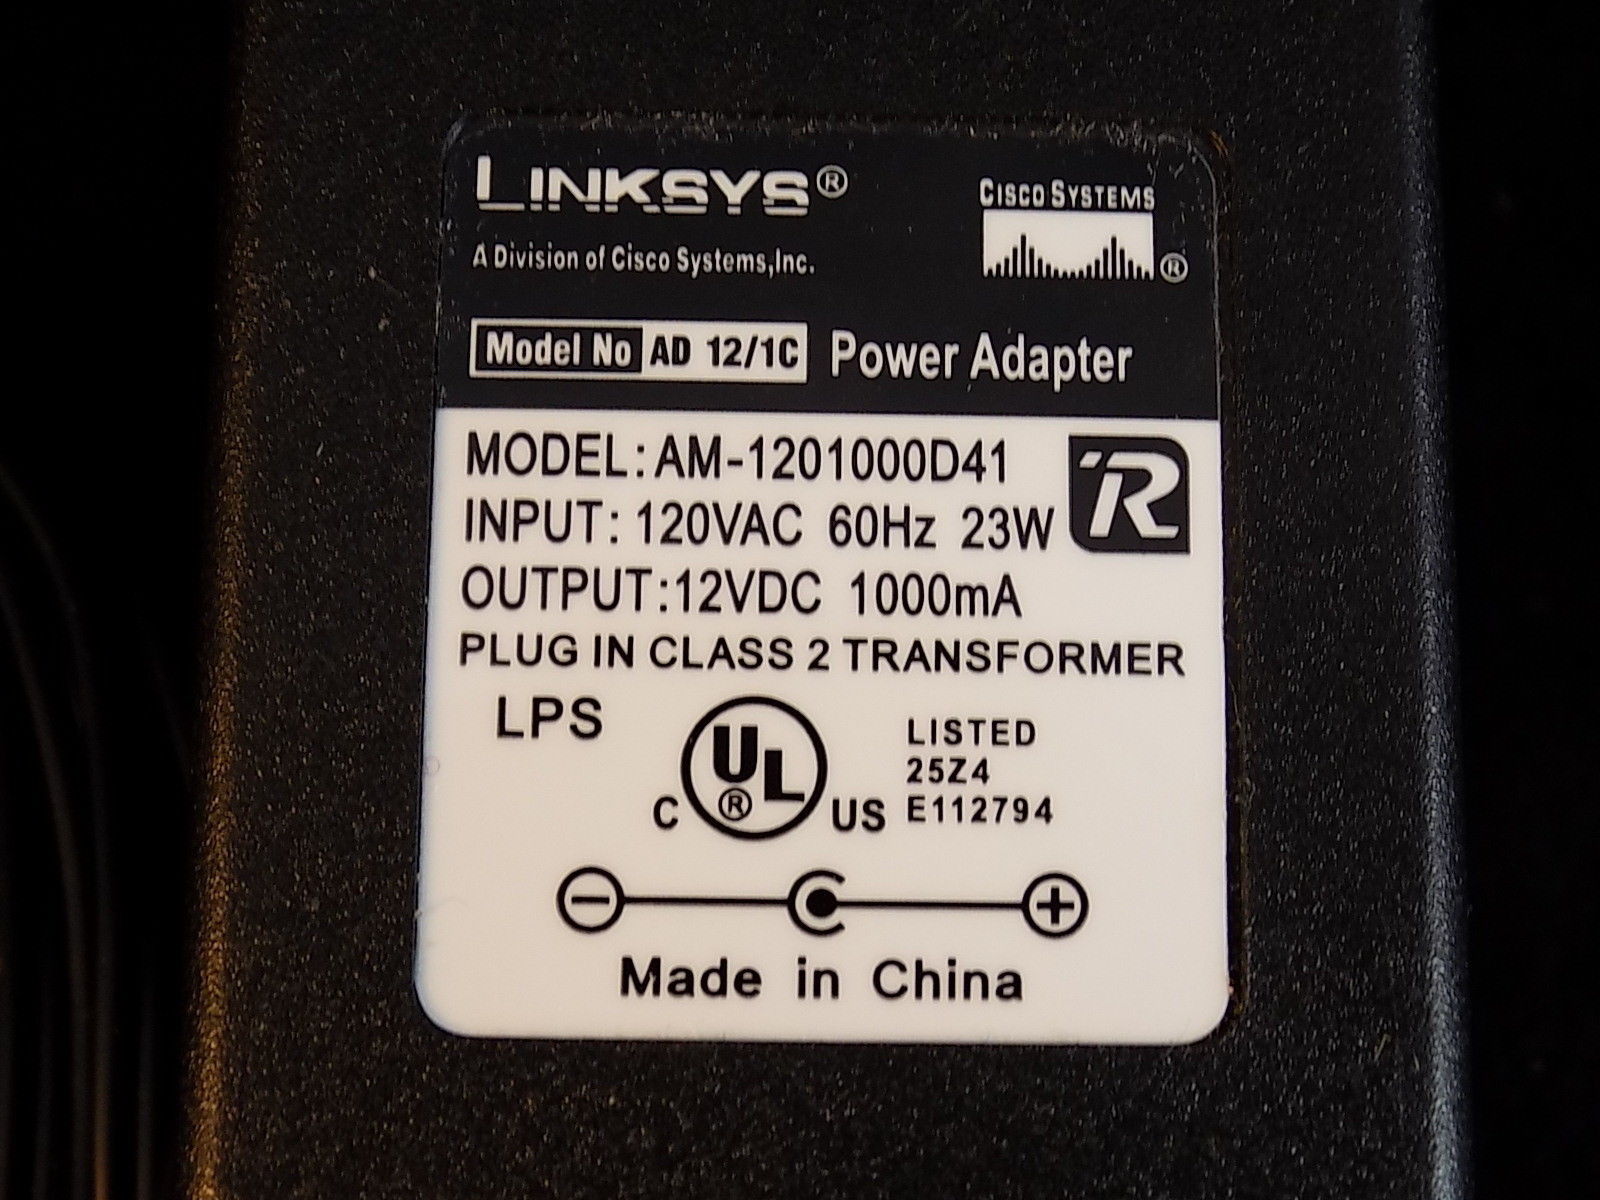 LINKSYS®
CISCO SYSTEMS
®
A Division of Cisco Systems,Inc.
Model No AD 12/1C Power Adapter
MODEL: AM-1201000D41
R
INPUT: 120VAC 60Hz 23W
OUTPUT:12VDC 1000mA
PLUG IN CLASS 2 TRANSFORMER
LPS
C UL® US
LISTED
25Z4
E112794
Made in China